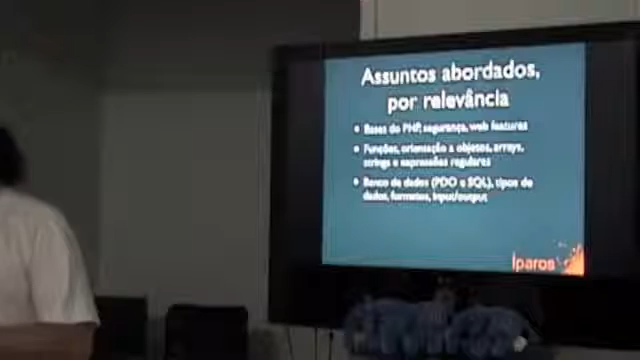 Assuntos abordados,
por relevância
• Bases do PHP, segurança, web features
• Funções, orientação a objetos, arrays,
strings e expressões regulares
• Banco de dados (PDO e SQL), tipos de
dados, formatos, input/output
iparos